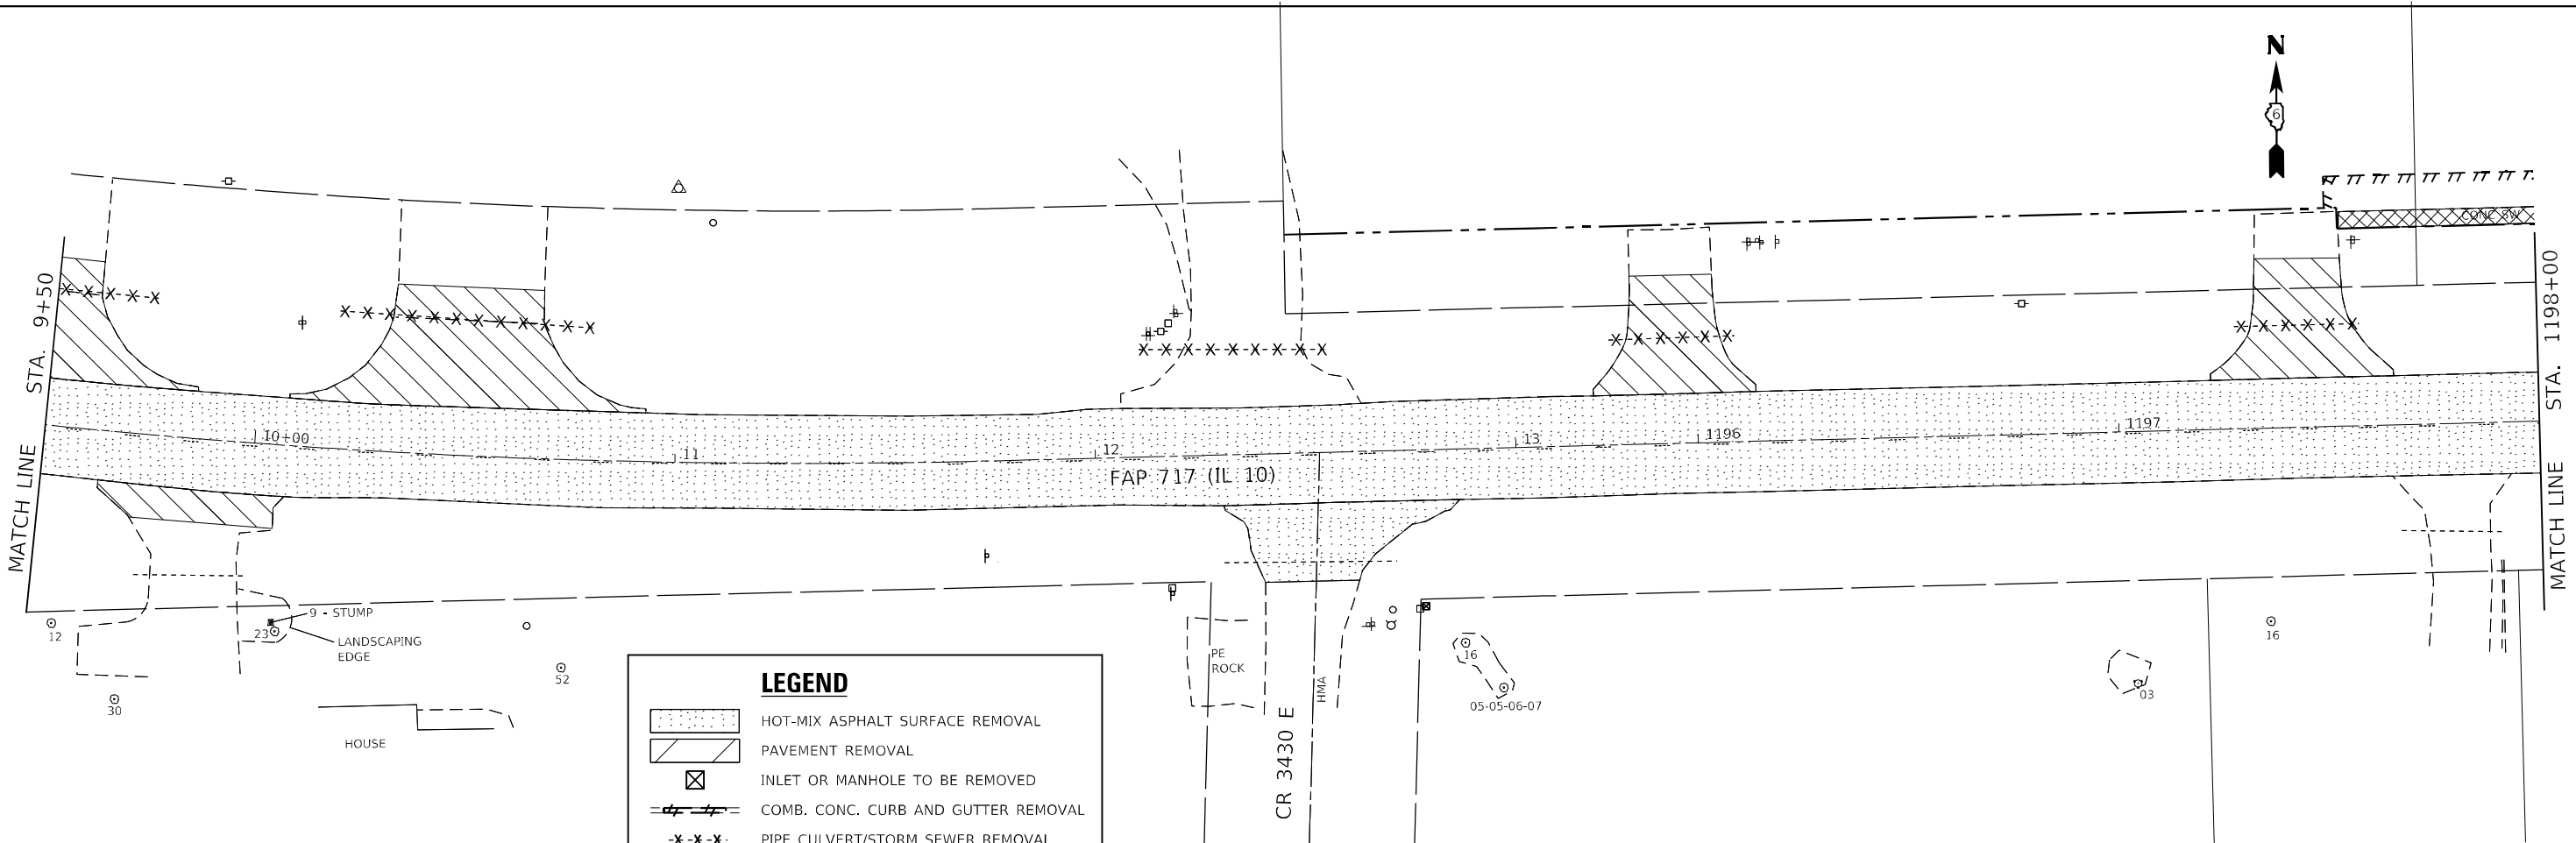 N
6
CONC SW
MATCH LINE STA. 9+50
MATCH LINE STA. 1198+00
10+00
11
12
13
1196
1197
FAP 717 (IL 10)
9 - STUMP
23
12
LANDSCAPING
EDGE
30
52
HOUSE
PE
ROCK
HMA
CR 3430 E
16
05-05-06-07
03
16
LEGEND
HOT-MIX ASPHALT SURFACE REMOVAL
PAVEMENT REMOVAL
INLET OR MANHOLE TO BE REMOVED
COMB. CONC. CURB AND GUTTER REMOVAL
PIPE CULVERT/STORM SEWER REMOVAL